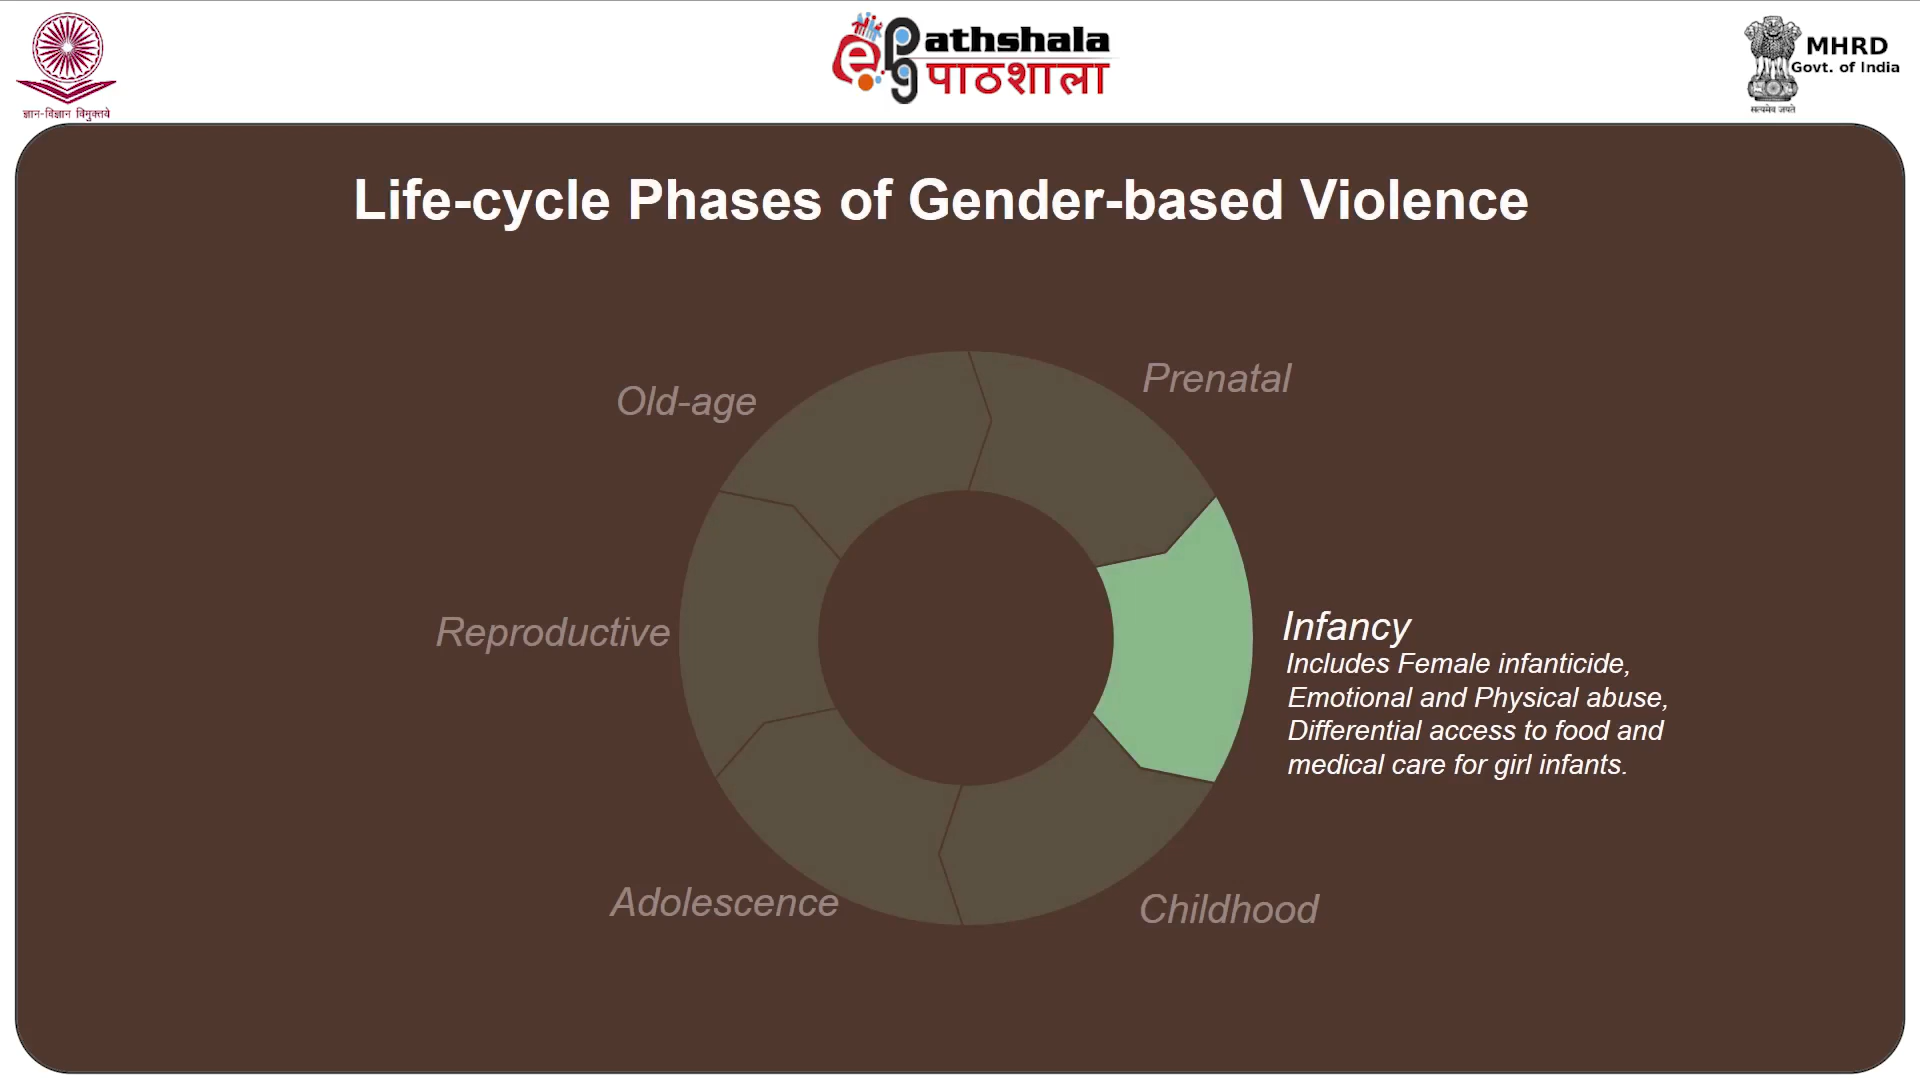 ज्ञान-विज्ञान विमुक्तये
ePathshala
पाठशाला
MHRD
Govt. of India
सत्यमेव जयते
Life-cycle Phases of Gender-based Violence
Prenatal
Old-age
Infancy
Includes Female infanticide,
Emotional and Physical abuse,
Differential access to food and
medical care for girl infants.
Reproductive
Adolescence
Childhood